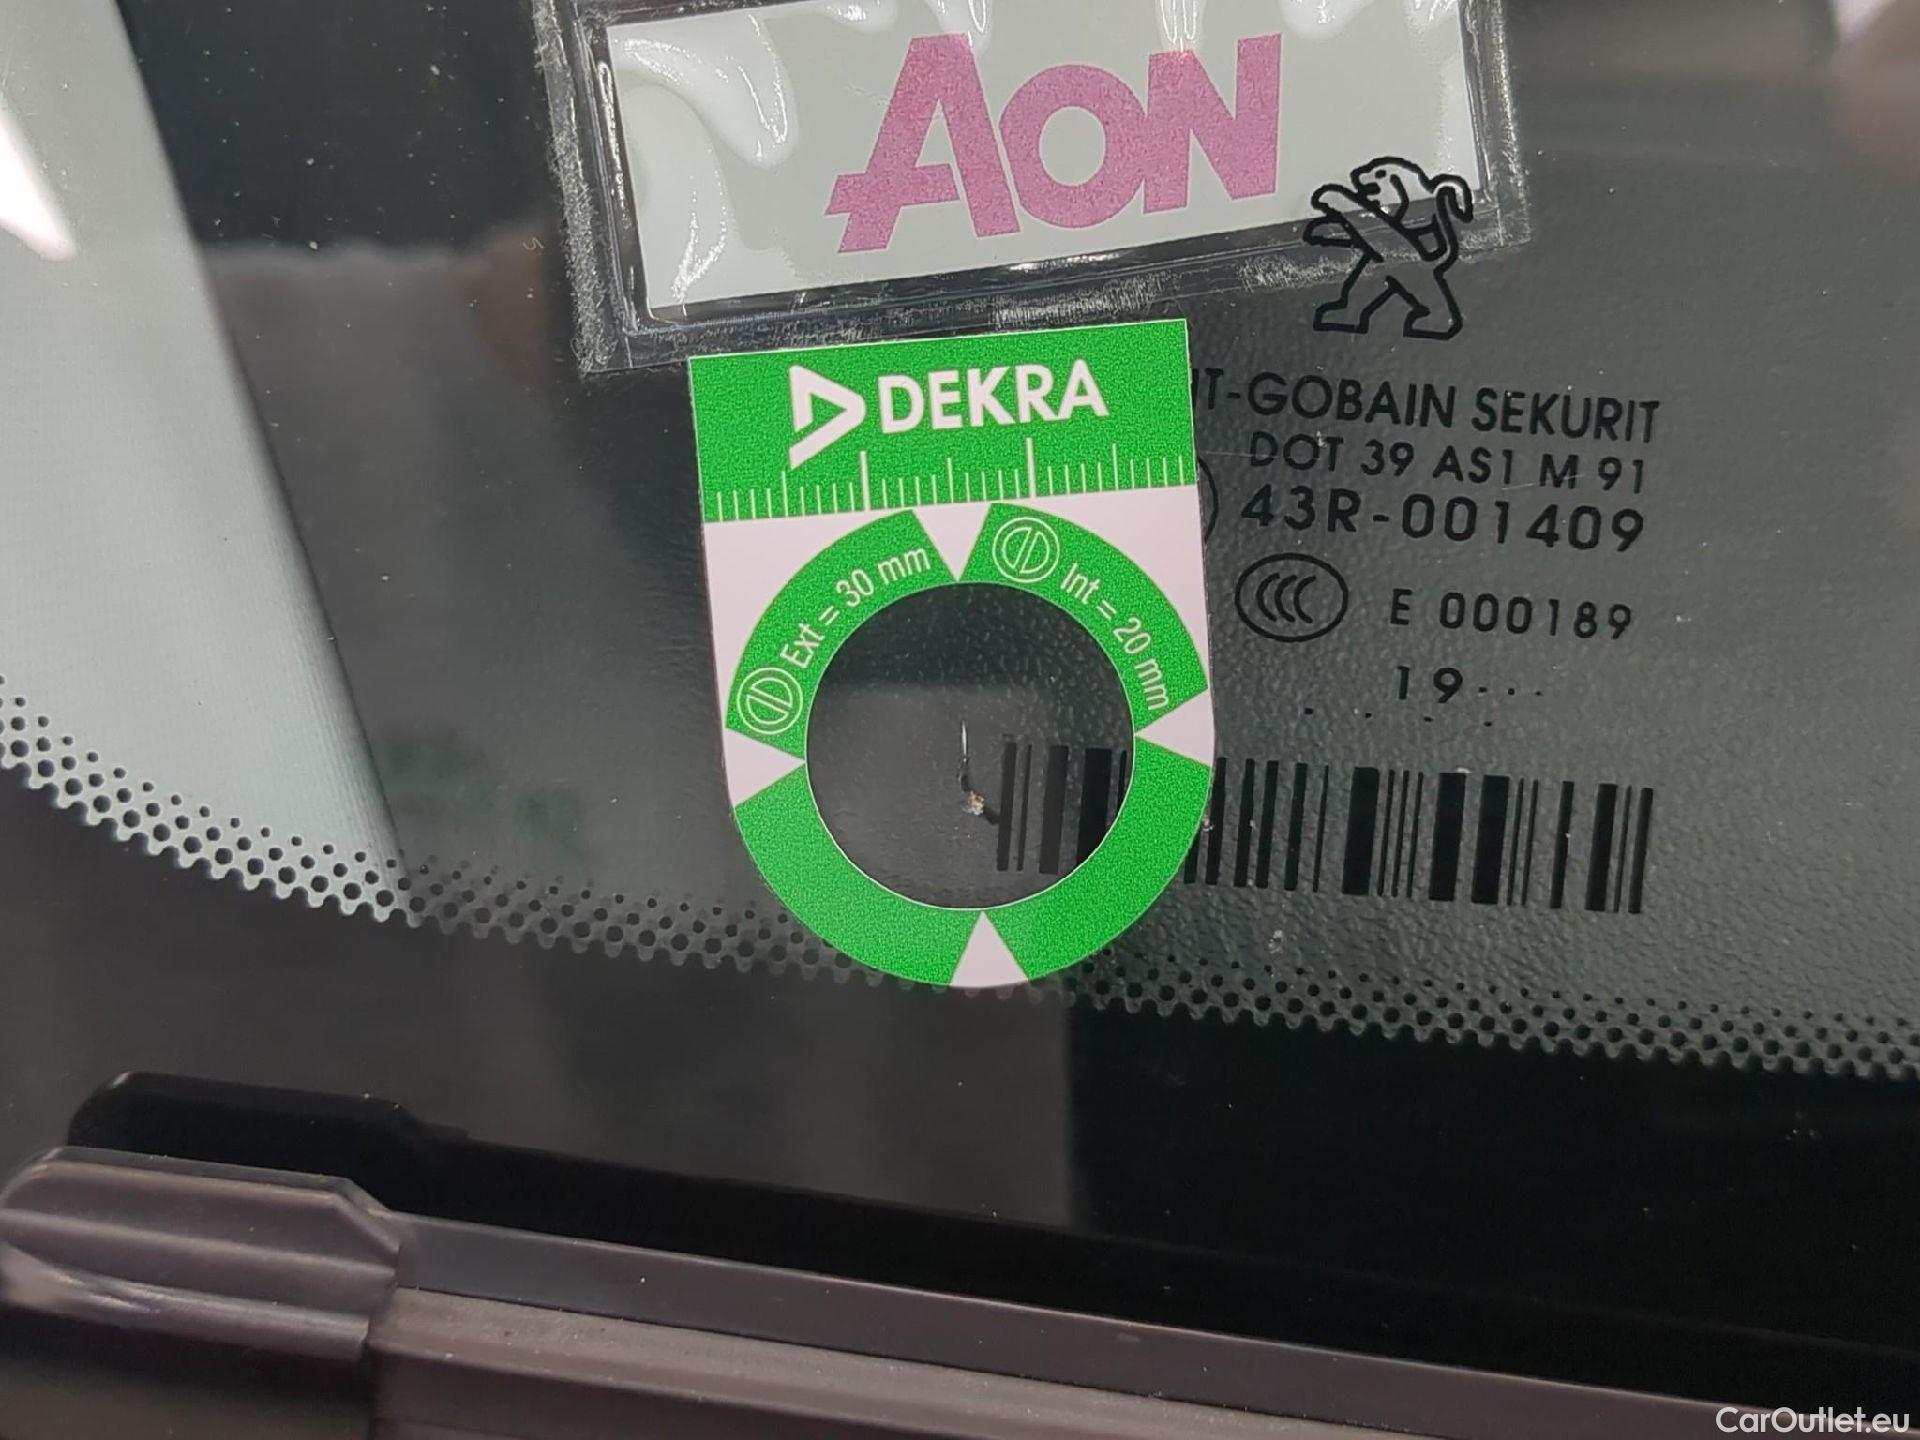 AON
DEKRA
Ext = 30 mm
Int = 20 mm
T-GOBAIN SEKURIT
DOT 39 AS1 M 91
43R-001409
CCC E 000189
19...
CarOutlet.eu